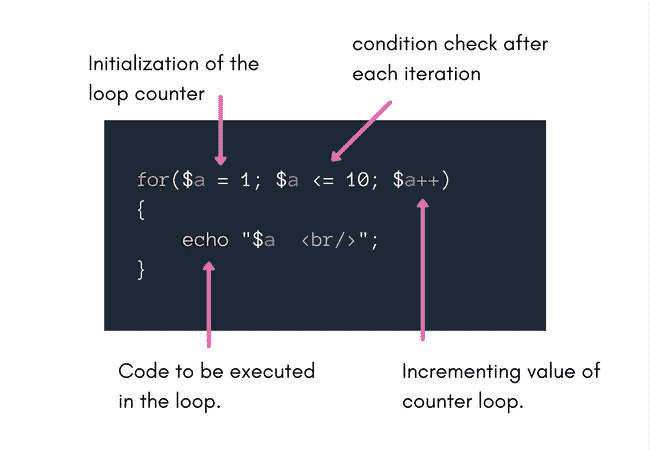 Initialization of the
loop counter
condition check after
each iteration
for($a = 1; $a <= 10; $a++)
{
echo "$a  <br/>";
}
Code to be executed
in the loop.
Incrementing value of
counter loop.